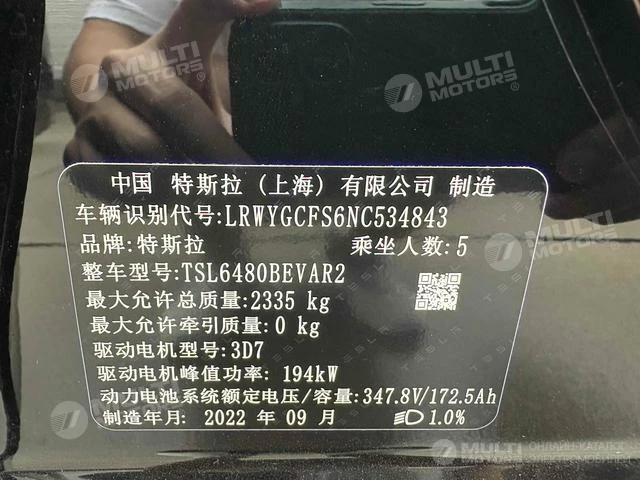 MULTI
MOTORS®
MULTI
MOTORS®
中国 特斯拉 (上海) 有限公司 制造
车辆识别代号:LRWYGCFS6NC534843
品牌:特斯拉 乘坐人数:5
整车型号:TSL6480BEVAR2
最大允许总质量:2335 kg
最大允许牵引质量:0 kg
驱动电机型号:3D7
驱动电机峰值功率: 194kW
动力电池系统额定电压/容量:347.8V/172.5Ah
制造年月: 2022 年 09 月 1.0%
MULTI
MOTORS
MULTI
ОНЛАЙН-КАТАЛОГ